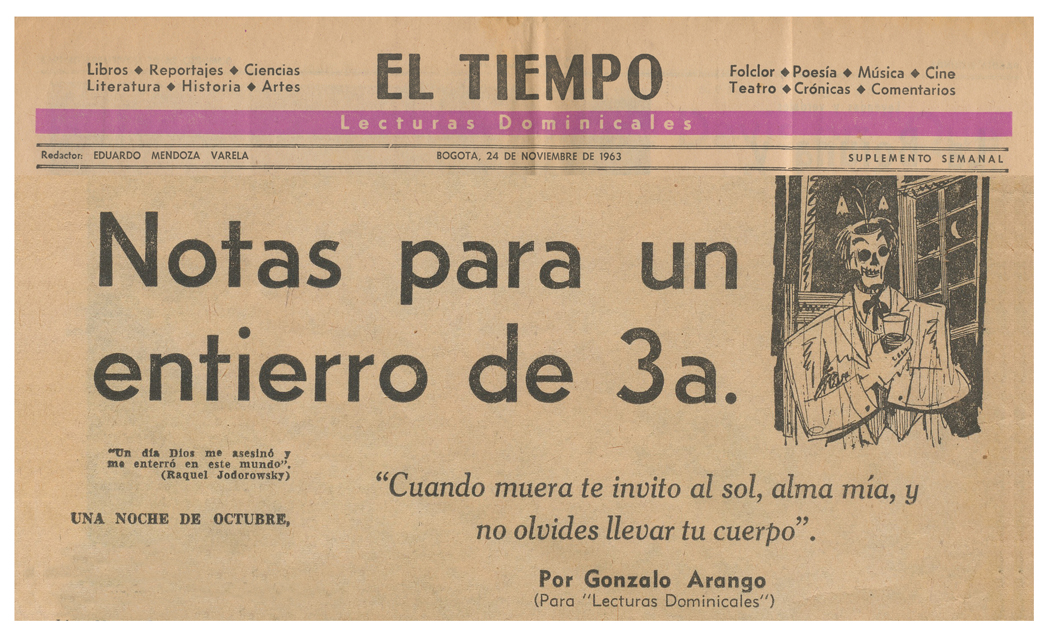 Libros ◆ Reportajes ◆ Ciencias
Literatura ◆ Historia ◆ Artes
EL TIEMPO
Folclor ◆ Poesía ◆ Música ◆ Cine
Teatro ◆ Crónicas ◆ Comentarios
Lecturas Dominicales
Redactor: EDUARDO MENDOZA VARELA
BOGOTA, 24 DE NOVIEMBRE DE 1963
SUPLEMENTO SEMANAL
Notas para un
entierro de 3a.
"Un día Dios me asesinó y
me enterró en este mundo".
(Raquel Jodorowsky)
UNA NOCHE DE OCTUBRE,
"Cuando muera te invito al sol, alma mía, y
no olvides llevar tu cuerpo".
Por Gonzalo Arango
(Para "Lecturas Dominicales")